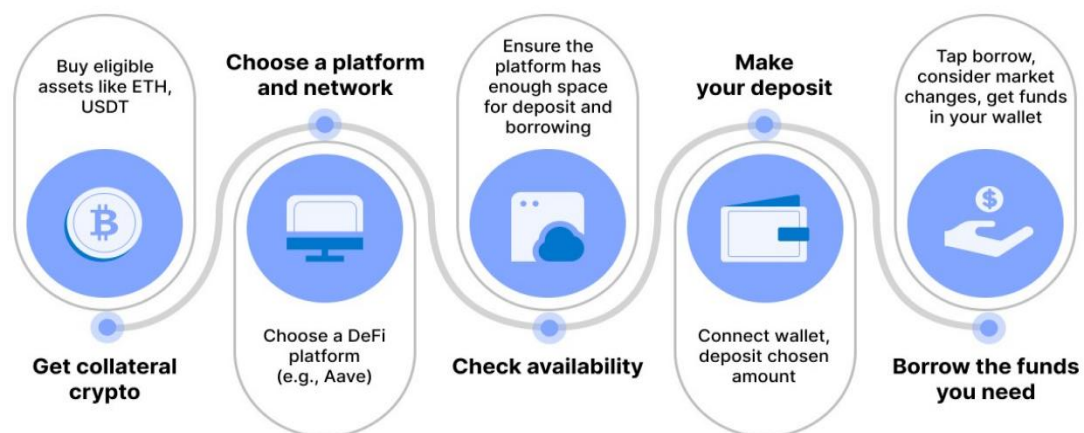 Buy eligible
assets like ETH,
USDT
Get collateral
crypto
Choose a platform
and network
Choose a DeFi
platform
(e.g., Aave)
Ensure the
platform has
enough space
for deposit and
borrowing
Check availability
Make
your deposit
Connect wallet,
deposit chosen
amount
Tap borrow,
consider market
changes, get funds
in your wallet
Borrow the funds
you need